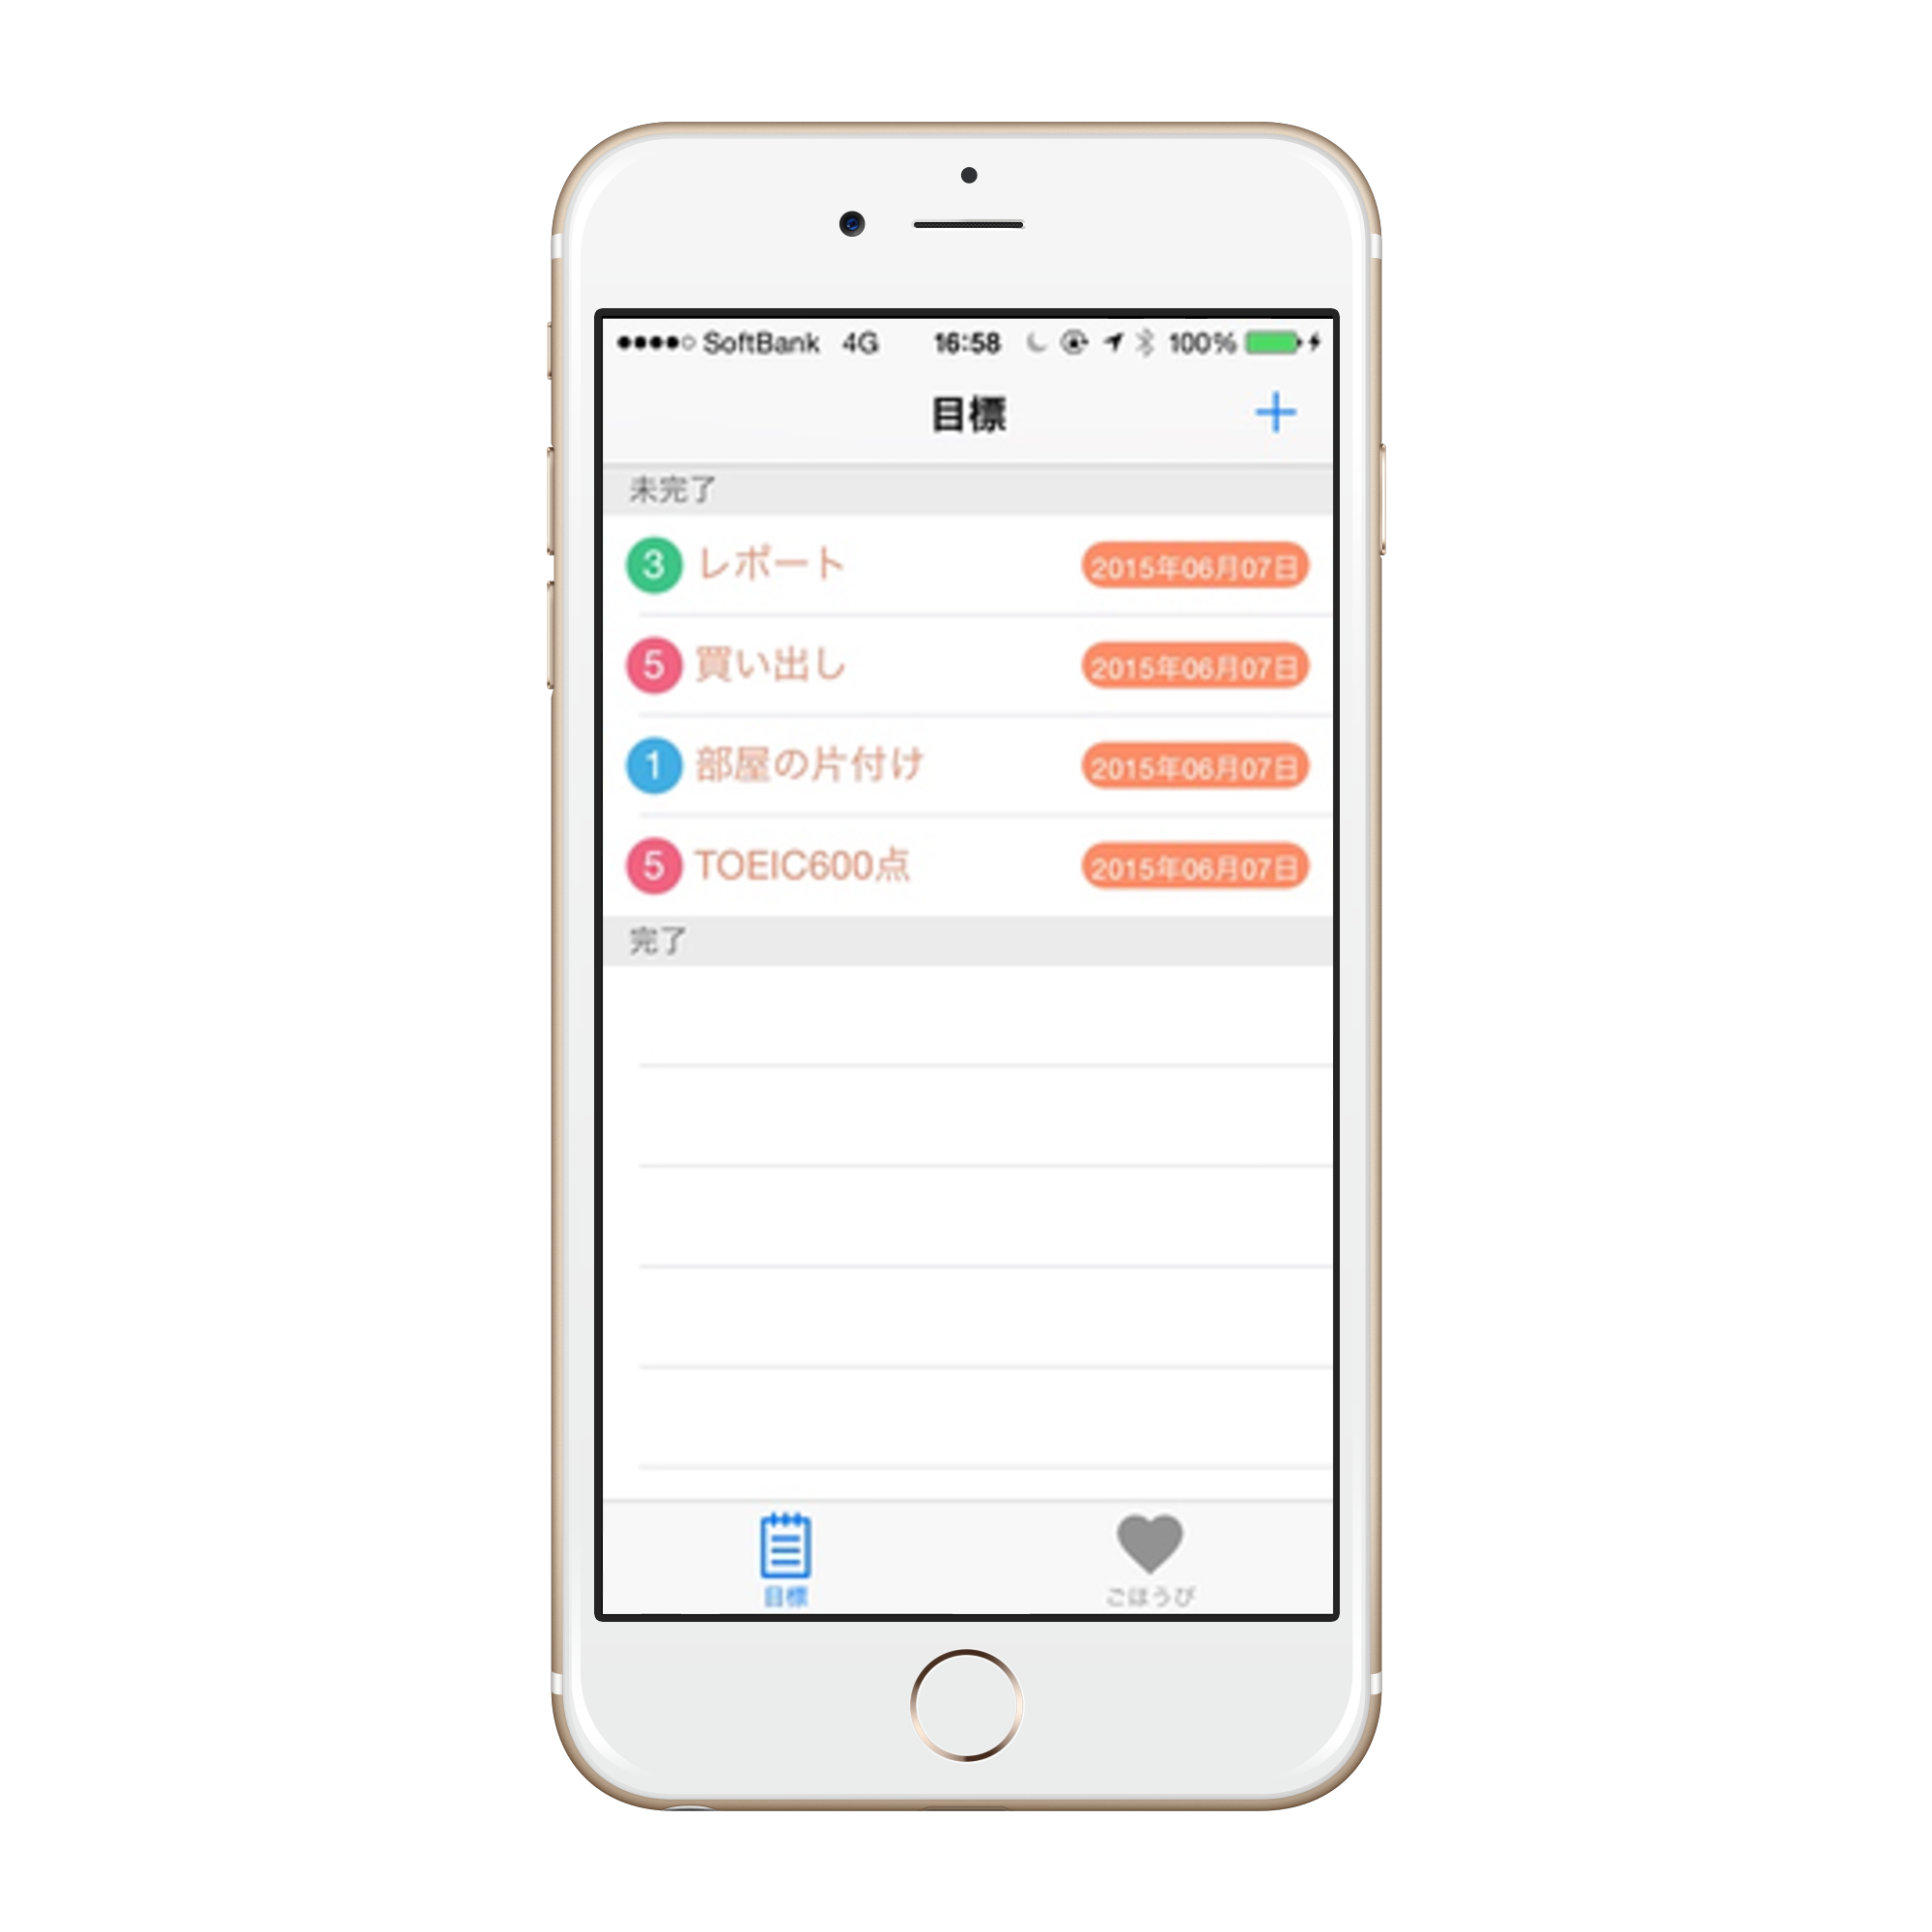 SoftBank 4G 16:58 100%
目標
未完了
3 レポート 2015年06月07日
5 買い出し 2015年06月07日
1 部屋の片付け 2015年06月07日
5 TOEIC600点 2015年06月07日
完了
目標 ごほうび